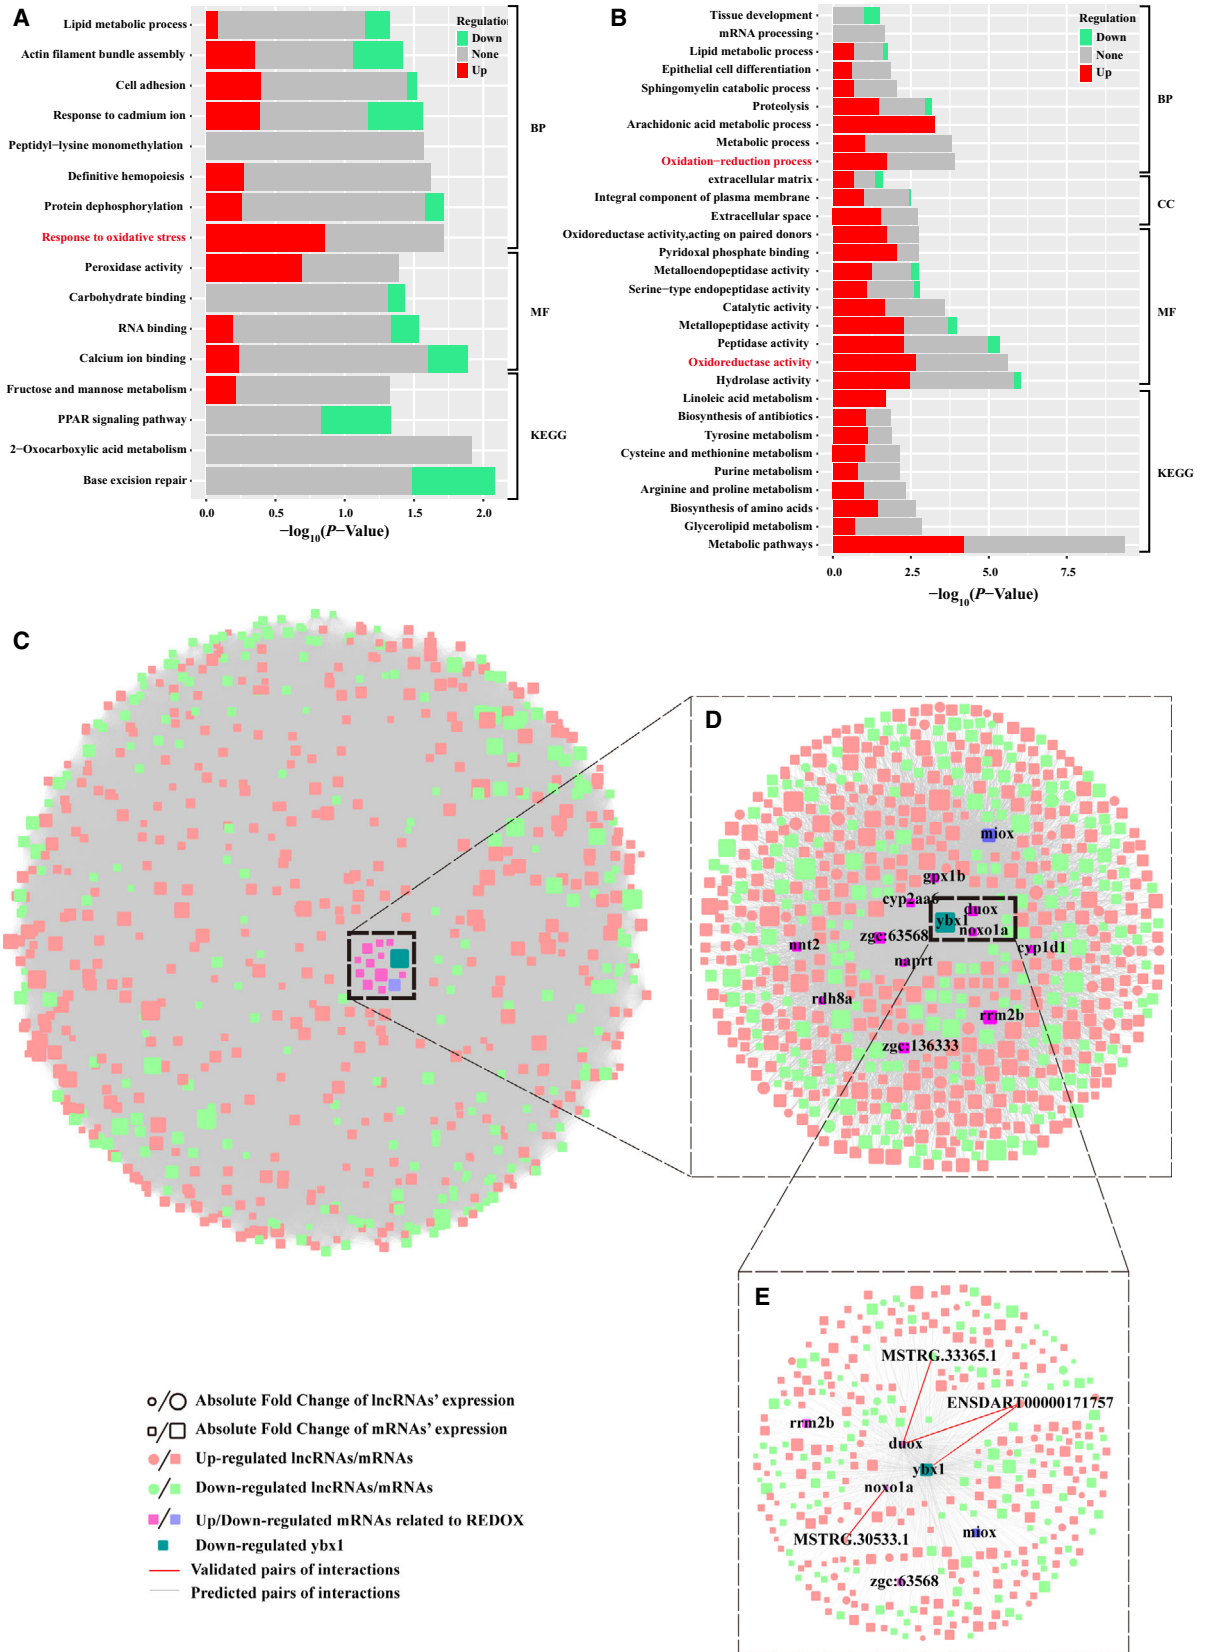 A
Lipid metabolic process
Actin filament bundle assembly
Cell adhesion
Response to cadmium ion
Peptidyl−lysine monomethylation
Definitive hemopoiesis
Protein dephosphorylation
Response to oxidative stress
Peroxidase activity
Carbohydrate binding
RNA binding
Calcium ion binding
Fructose and mannose metabolism
PPAR signaling pathway
2−Oxocarboxylic acid metabolism
Base excision repair
Regulation
Down
None
Up
BP
MF
KEGG
0.0 0.5 1.0 1.5 2.0
−log10(P−Value)
B
Tissue development
mRNA processing
Lipid metabolic process
Epithelial cell differentiation
Sphingomyelin catabolic process
Proteolysis
Arachidonic acid metabolic process
Metabolic process
Oxidation−reduction process
extracellular matrix
Integral component of plasma membrane
Extracellular space
Oxidoreductase activity,acting on paired donors
Pyridoxal phosphate binding
Metalloendopeptidase activity
Serine−type endopeptidase activity
Catalytic activity
Metallopeptidase activity
Peptidase activity
Oxidoreductase activity
Hydrolase activity
Linoleic acid metabolism
Biosynthesis of antibiotics
Tyrosine metabolism
Cysteine and methionine metabolism
Purine metabolism
Arginine and proline metabolism
Biosynthesis of amino acids
Glycerolipid metabolism
Metabolic pathways
Regulation
Down
None
Up
BP
CC
MF
KEGG
0.0 2.5 5.0 7.5
−log10(P−Value)
C
D
miox
gpx1b
cyp2aa6
duox
ybx1
noxo1a
zgc:63568
mt2
cyp1d1
naprt
rdh8a
rrm2b
zgc:136333
E
MSTRG.33365.1
ENSDART00000171757
rrm2b
duox
ybx1
noxo1a
MSTRG.30533.1
miox
zgc:63568
Absolute Fold Change of lncRNAs' expression
Absolute Fold Change of mRNAs' expression
Up-regulated lncRNAs/mRNAs
Down-regulated lncRNAs/mRNAs
Up/Down-regulated mRNAs related to REDOX
Down-regulated ybx1
Validated pairs of interactions
Predicted pairs of interactions